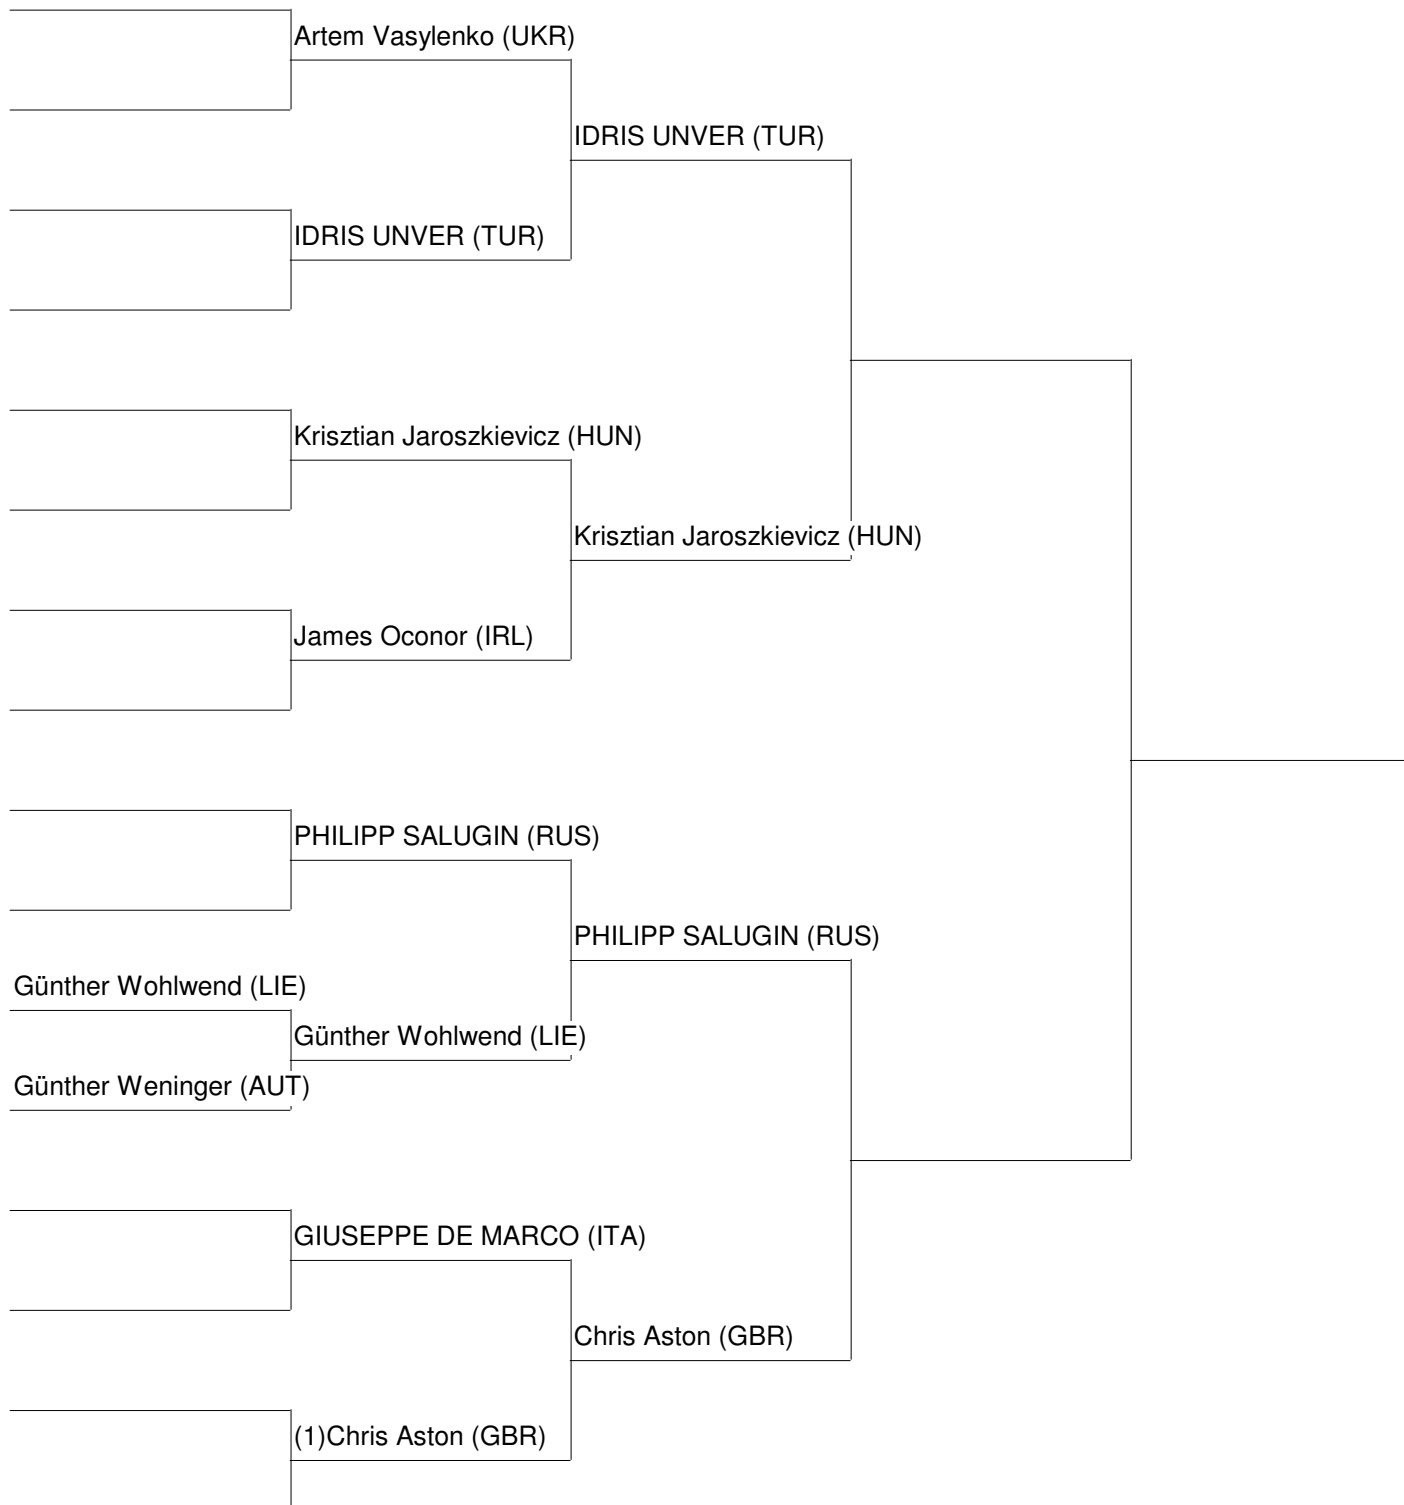 Artem Vasylenko (UKR)
IDRIS UNVER (TUR)
IDRIS UNVER (TUR)
Krisztian Jaroszkievicz (HUN)
Krisztian Jaroszkievicz (HUN)
James Oconor (IRL)
PHILIPP SALUGIN (RUS)
PHILIPP SALUGIN (RUS)
Günther Wohlwend (LIE)
Günther Wohlwend (LIE)
Günther Weninger (AUT)
GIUSEPPE DE MARCO (ITA)
Chris Aston (GBR)
(1)Chris Aston (GBR)